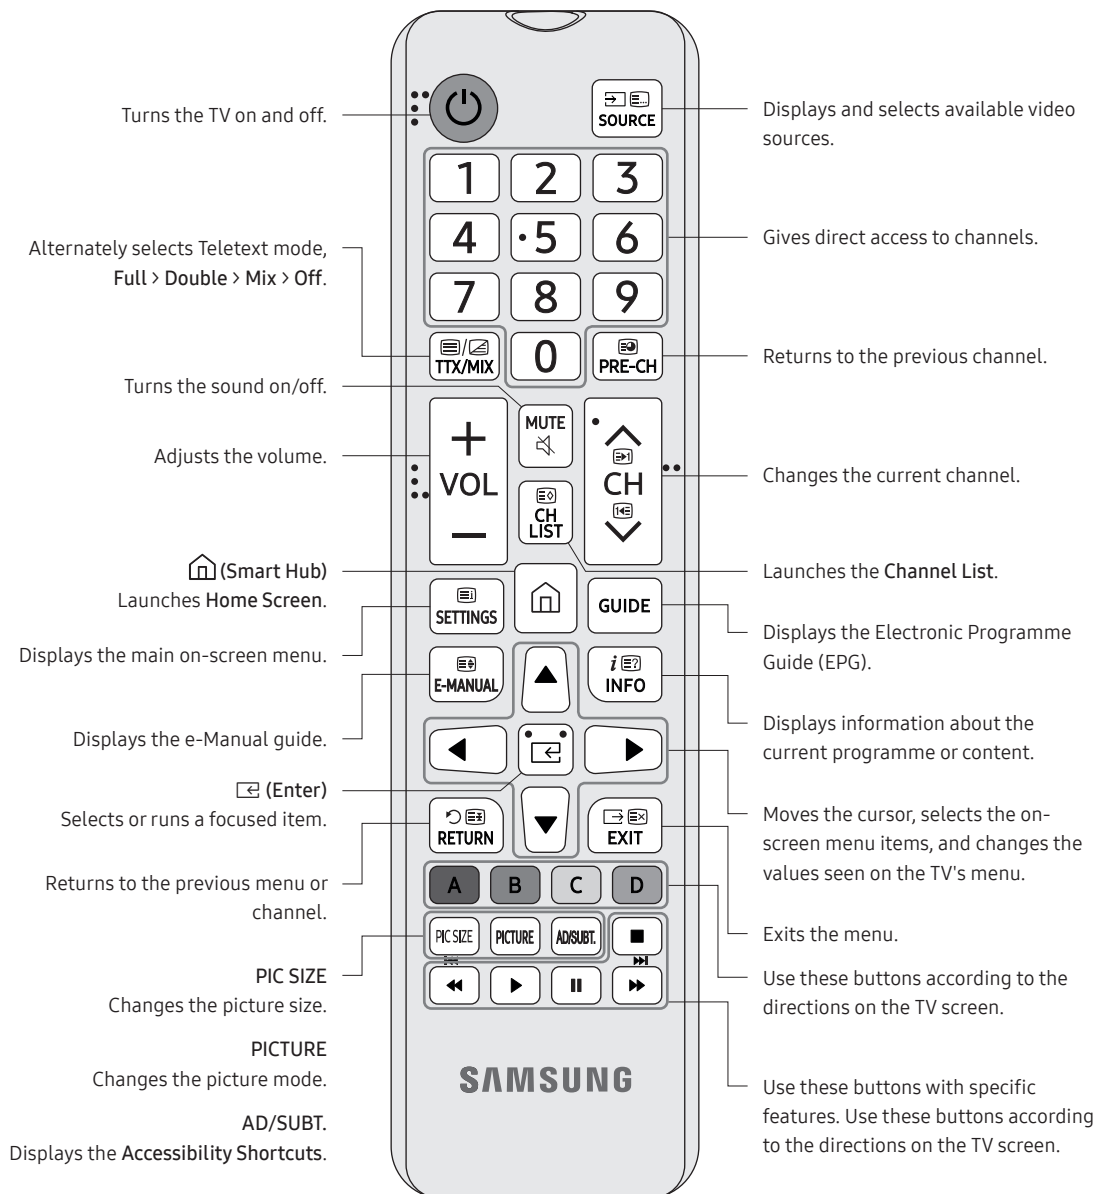 Turns the TV on and off.
Alternately selects Teletext mode,
Full > Double > Mix > Off.
Turns the sound on/off.
Adjusts the volume.
(Smart Hub)
Launches Home Screen.
Displays the main on-screen menu.
Displays the e-Manual guide.
(Enter)
Selects or runs a focused item.
Returns to the previous menu or
channel.
PIC SIZE
Changes the picture size.
PICTURE
Changes the picture mode.
AD/SUBT.
Displays the Accessibility Shortcuts.
SOURCE
1 2 3
4 5 6
7 8 9
TTX/MIX 0 PRE-CH
MUTE
+
VOL
−
CH
CH
LIST
SETTINGS
GUIDE
E-MANUAL
i
INFO
RETURN
EXIT
A B C D
PIC SIZE PICTURE AD/SUBT.
SAMSUNG
Displays and selects available video
sources.
Gives direct access to channels.
Returns to the previous channel.
Changes the current channel.
Launches the Channel List.
Displays the Electronic Programme
Guide (EPG).
Displays information about the
current programme or content.
Moves the cursor, selects the on-
screen menu items, and changes the
values seen on the TV's menu.
Exits the menu.
Use these buttons according to the
directions on the TV screen.
Use these buttons with specific
features. Use these buttons according
to the directions on the TV screen.